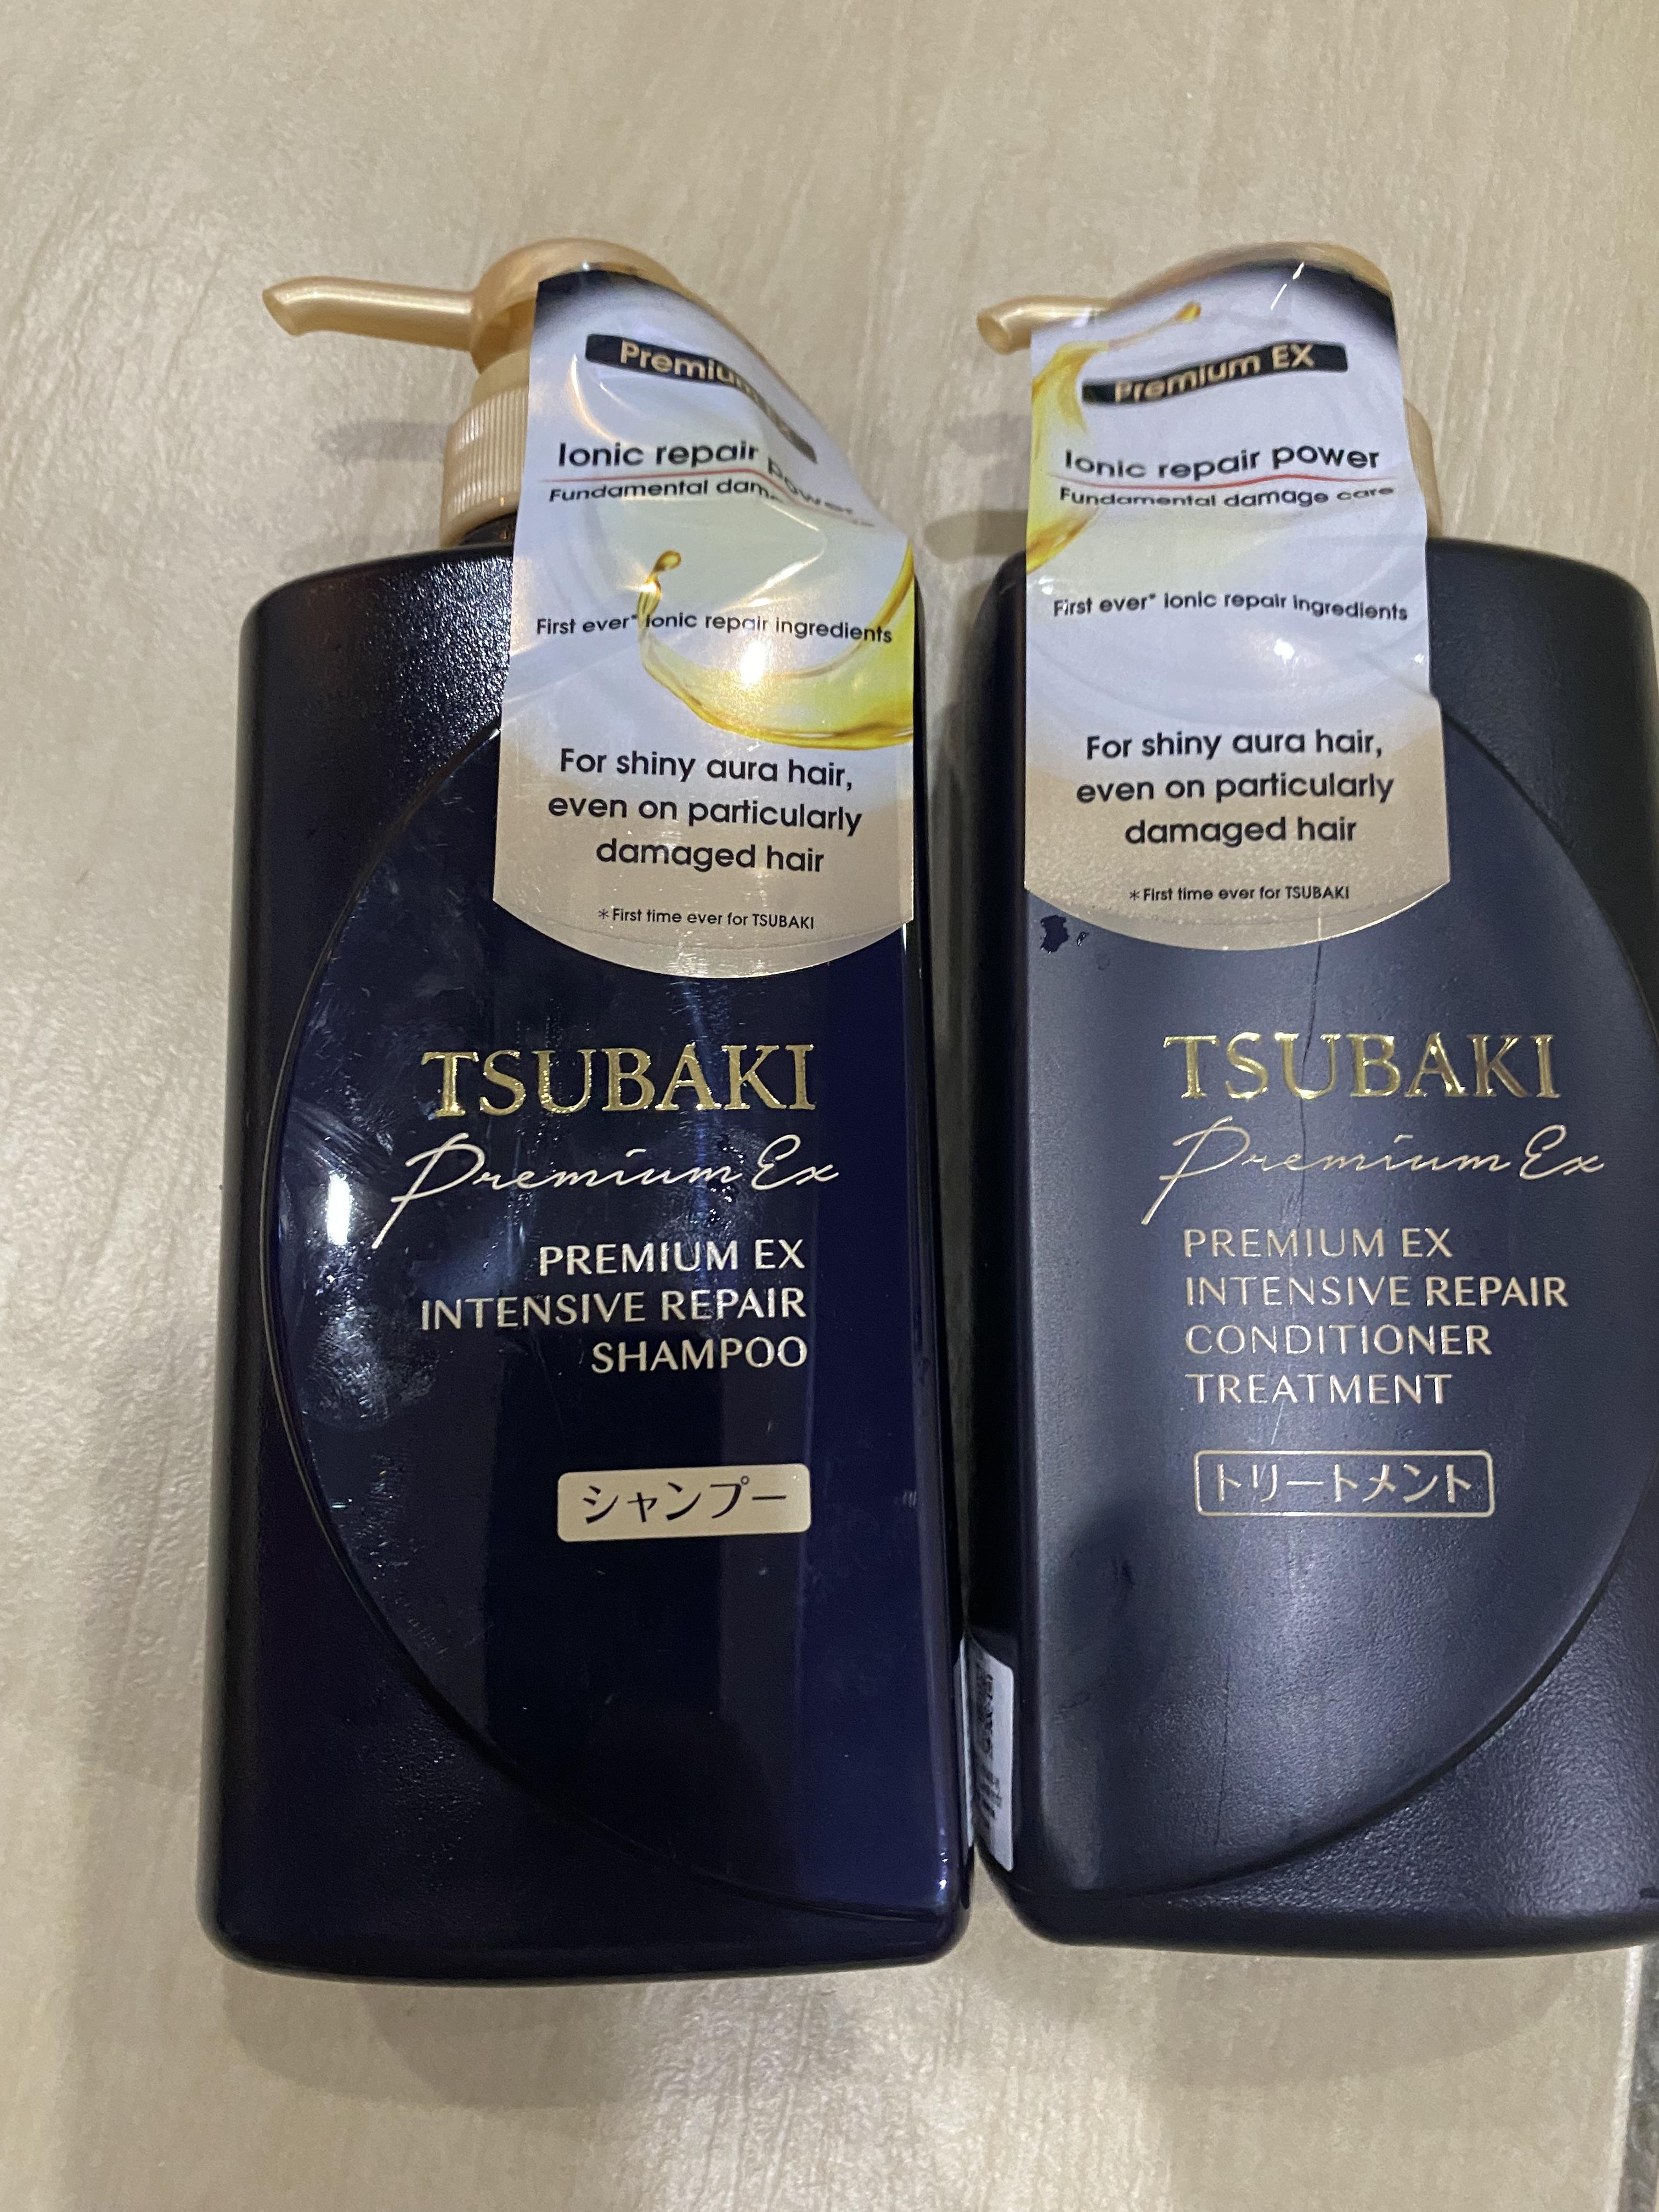 Premium EX
Ionic repair power
Fundamental damage
First ever* ionic repair ingredients
For shiny aura hair,
even on particularly
damaged hair
*First time ever for TSUBAKI
TSUBAKI
Premium Ex
PREMIUM EX
INTENSIVE REPAIR
SHAMPOO
シャンプー
Premium EX
Ionic repair power
Fundamental damage care
First ever* ionic repair ingredients
For shiny aura hair,
even on particularly
damaged hair
*First time ever for TSUBAKI
TSUBAKI
Premium Ex
PREMIUM EX
INTENSIVE REPAIR
CONDITIONER
TREATMENT
トリートメント